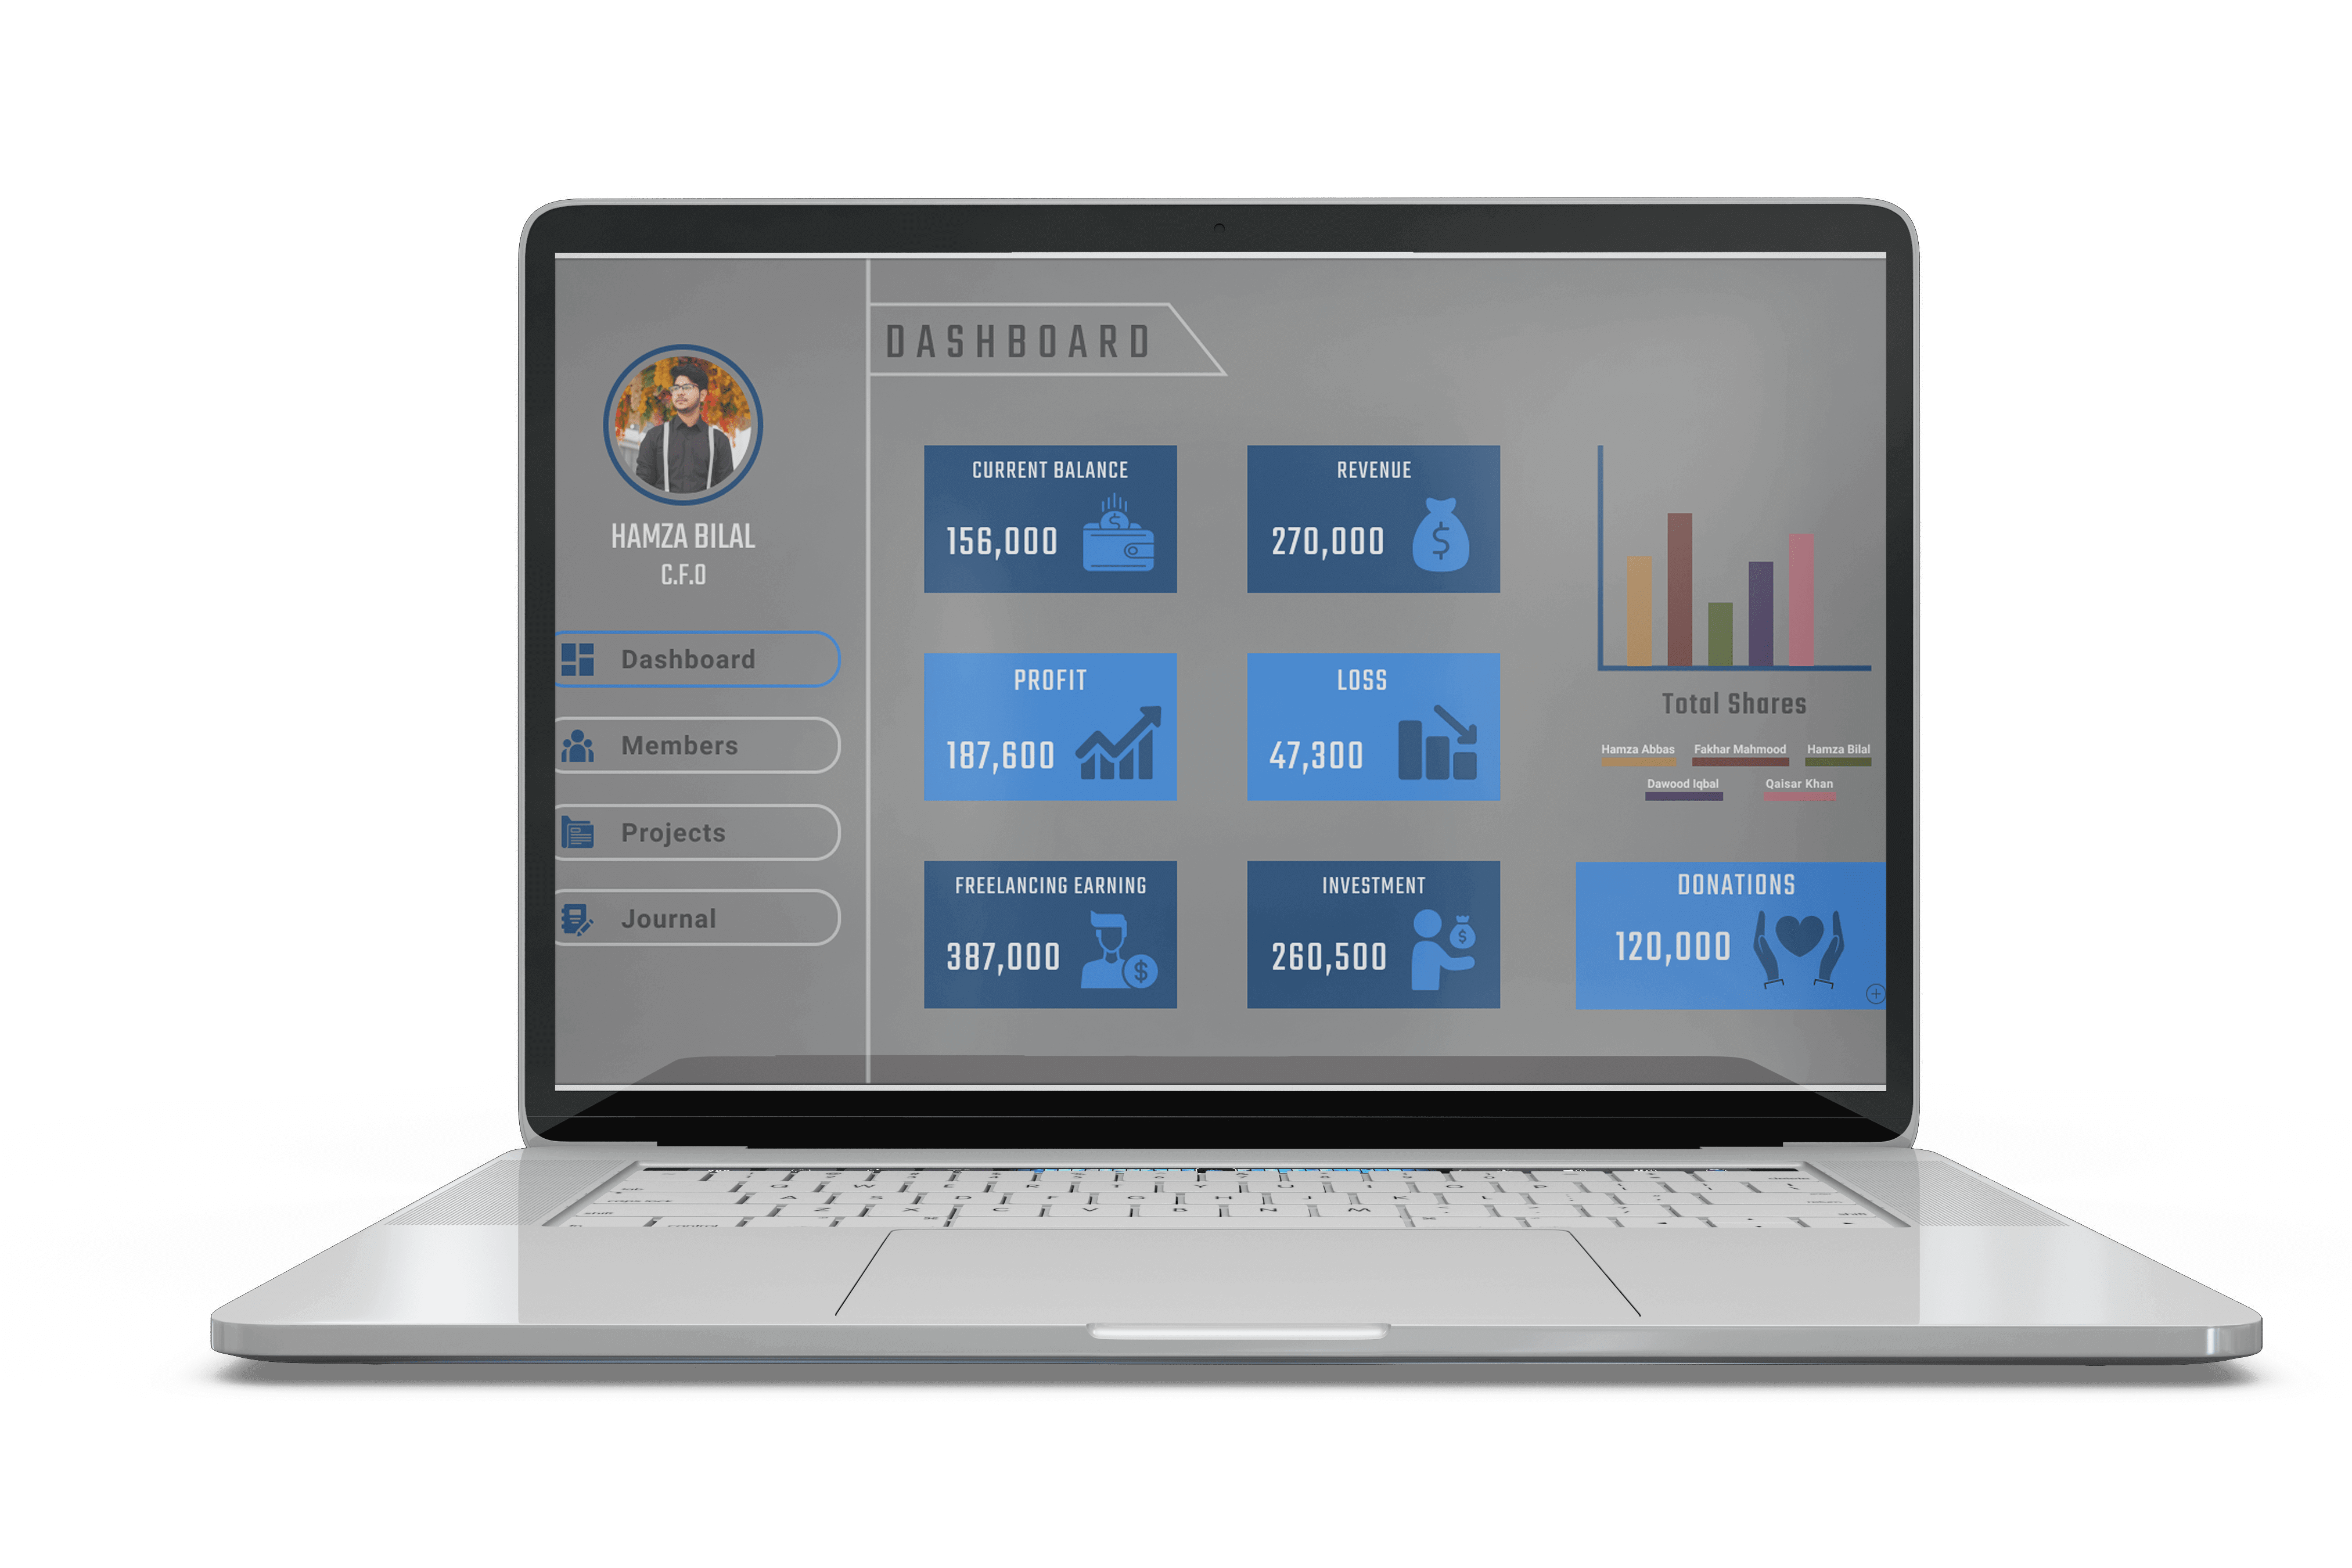 DASHBOARD
HAMZA BILAL
C.F.O
Dashboard
Members
Projects
Journal
CURRENT BALANCE
156,000
REVENUE
270,000
PROFIT
187,600
LOSS
47,300
FREELANCING EARNING
387,000
INVESTMENT
260,500
Total Shares
Hamza Abbas Fakhar Mahmood Hamza Bilal
Dawood Iqbal Qaisar Khan
DONATIONS
120,000
Q W E R T Y U I O P
A S D F G H J K L
Z X C V B N M